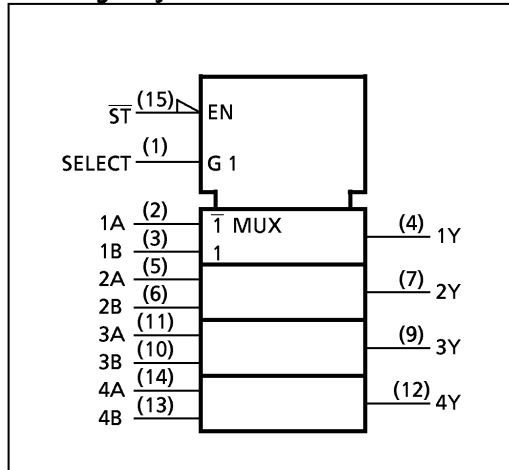 S̅T̅ (15) EN
SELECT (1) G 1
1A (2) 1̅ MUX (4) 1Y
1B (3) 1
2A (5) (7) 2Y
2B (6)
3A (11) (9) 3Y
3B (10)
4A (14) (12) 4Y
4B (13)